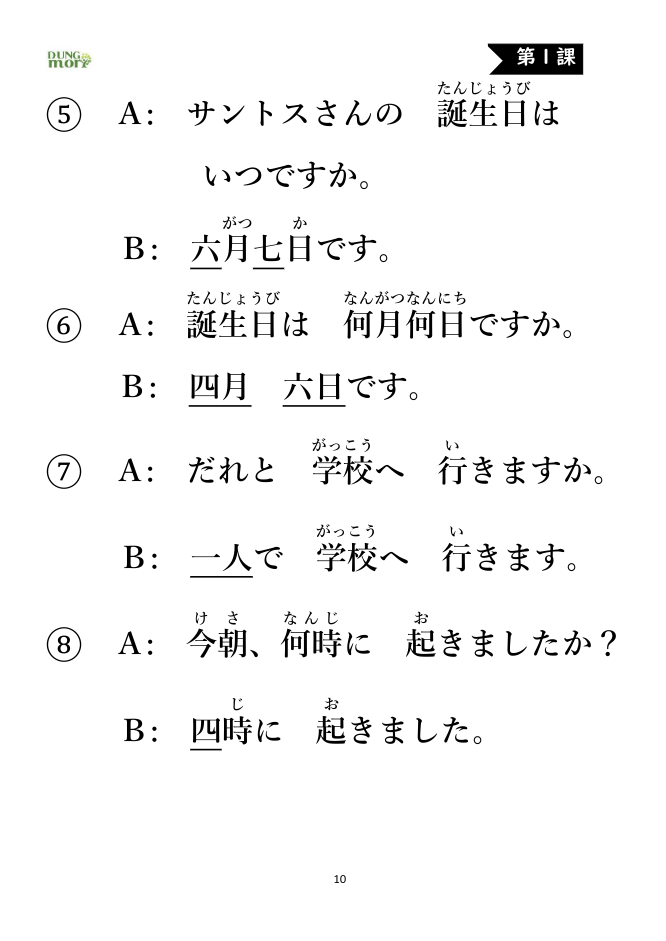 DUNG mori
第1課
たんじょうび
⑤ A: サントスさんの 誕生日は
いつですか。
がつ か
B: 六月七日です。
たんじょうび なんがつなんにち
⑥ A: 誕生日は 何月何日ですか。
B: 四月 六日です。
がっこう い
⑦ A: だれと 学校へ 行きますか。
がっこう い
B: 一人で 学校へ 行きます。
けさ なんじ お
⑧ A: 今朝、何時に 起きましたか？
じ お
B: 四時に 起きました。
10